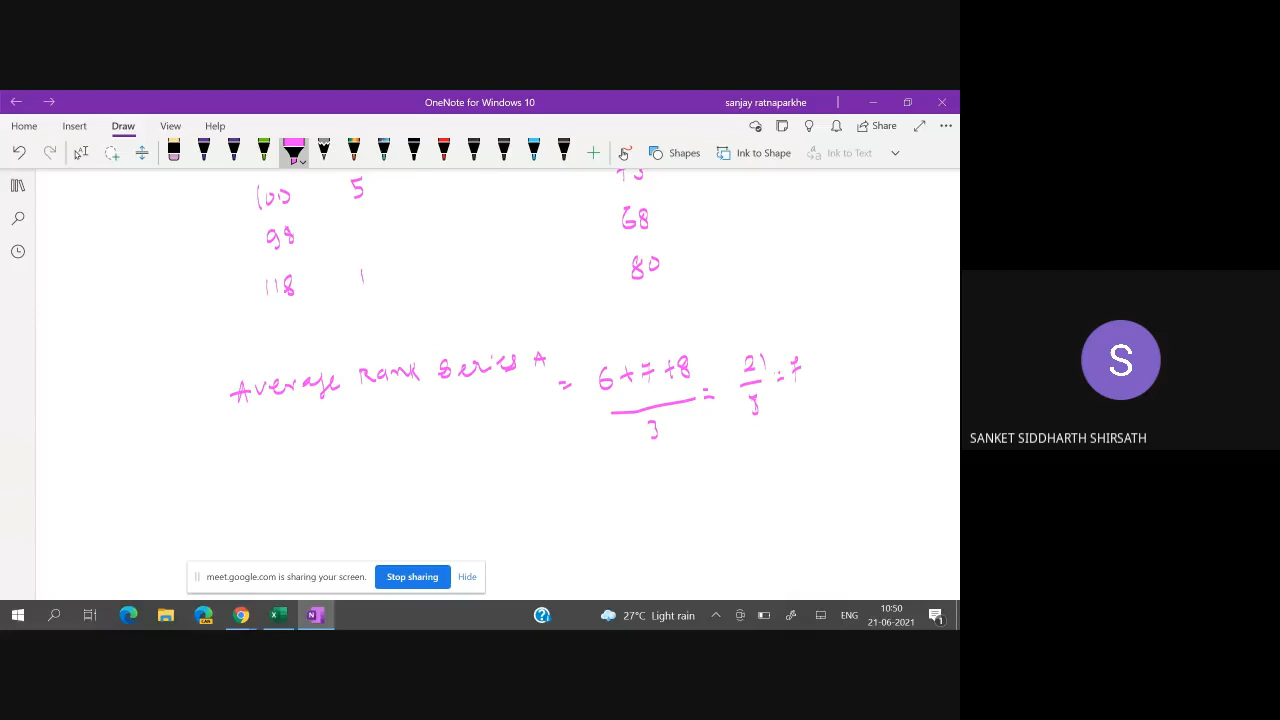 OneNote for Windows 10
sanjay ratnaparkhe
Home Insert Draw View Help
Share
Shapes
Ink to Shape
Ink to Text
100 5
68
98
80
118 1
Average Rank Series A = 6+7+8 / 3 = 21 / 3 = 7
S
SANKET SIDDHARTH SHIRSATH
meet.google.com is sharing your screen. Stop sharing Hide
27°C Light rain
ENG
10:50
21-06-2021